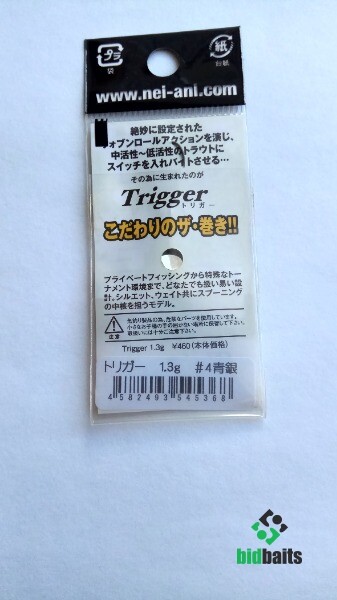 プラ
袋
紙
台紙
www.nei-ani.com
絶妙に設定された
ウォブンロールアクションを演じ、
中活性～低活性のトラウトに
スイッチを入れバイトさせる…
その為に生まれたのが
Trigger
トリガー
こだわりのザ・巻き!!
プライベートフィッシングから特殊なトー
ナメント環境まで、どなたでも扱い易い設
計。シルエット、ウェイト共にスプーニング
の中核を担うモデル。
注意
Trigger 1.3g ¥460(本体価格)
トリガー 1.3g #4青銀
4582493545368
bidbaits